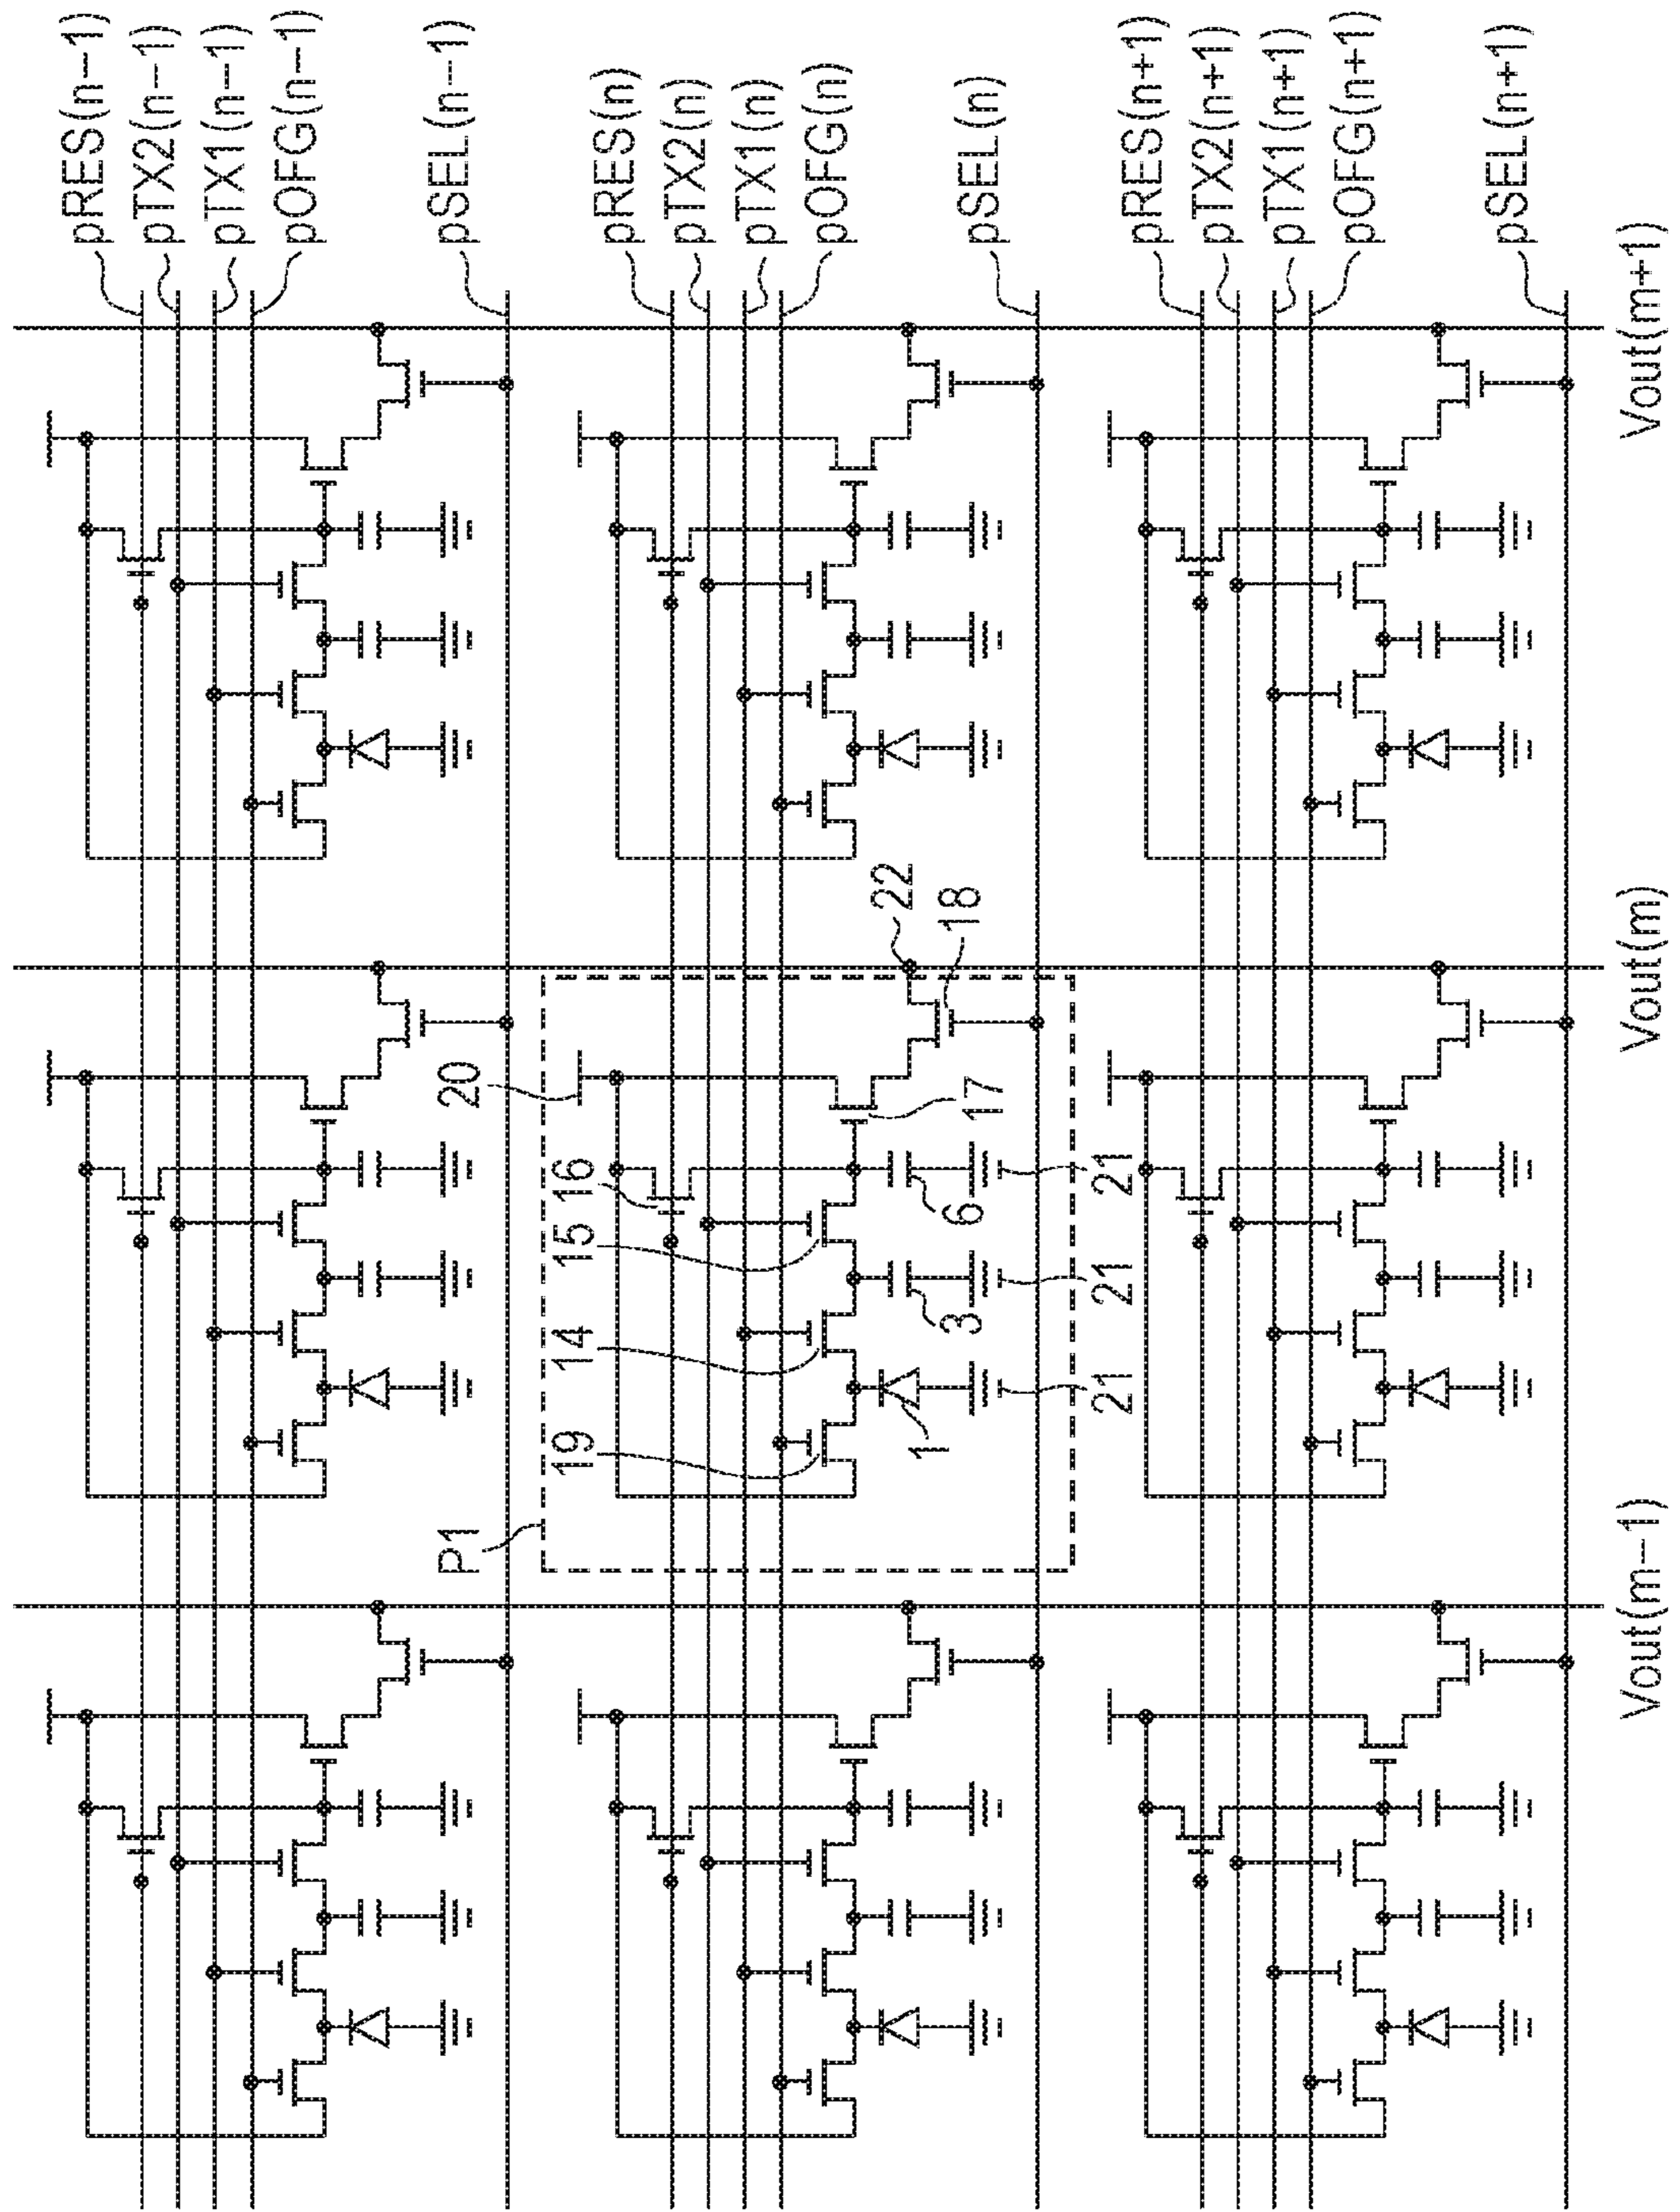 pRES(n−1)
pTX2(n−1)
pTX1(n−1)
pOFG(n−1)
P1
20
pSEL(n−1)
19
14
15
16
pRES(n)
pTX2(n)
pTX1(n)
pOFG(n)
22
1
3
6
18
17
pSEL(n)
21
21
21
pRES(n+1)
pTX2(n+1)
pTX1(n+1)
pOFG(n+1)
pSEL(n+1)
Vout(m−1)
Vout(m)
Vout(m+1)